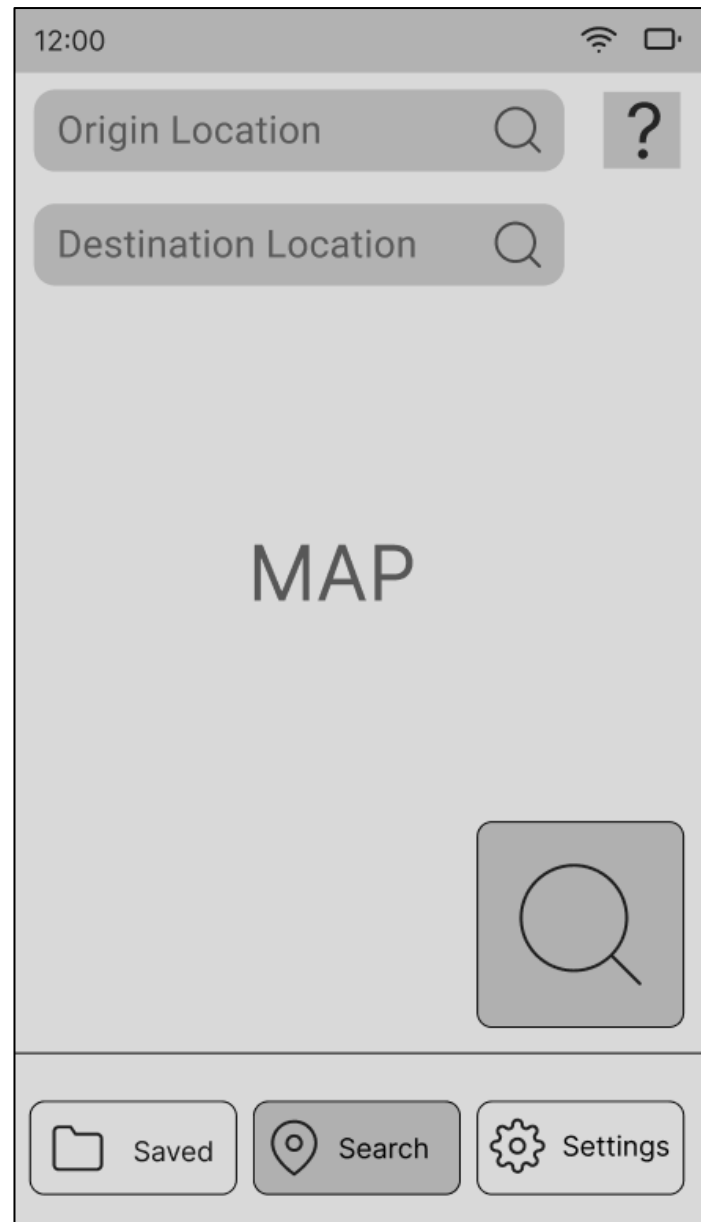 12:00
Origin Location
?
Destination Location
MAP
Saved
Search
Settings